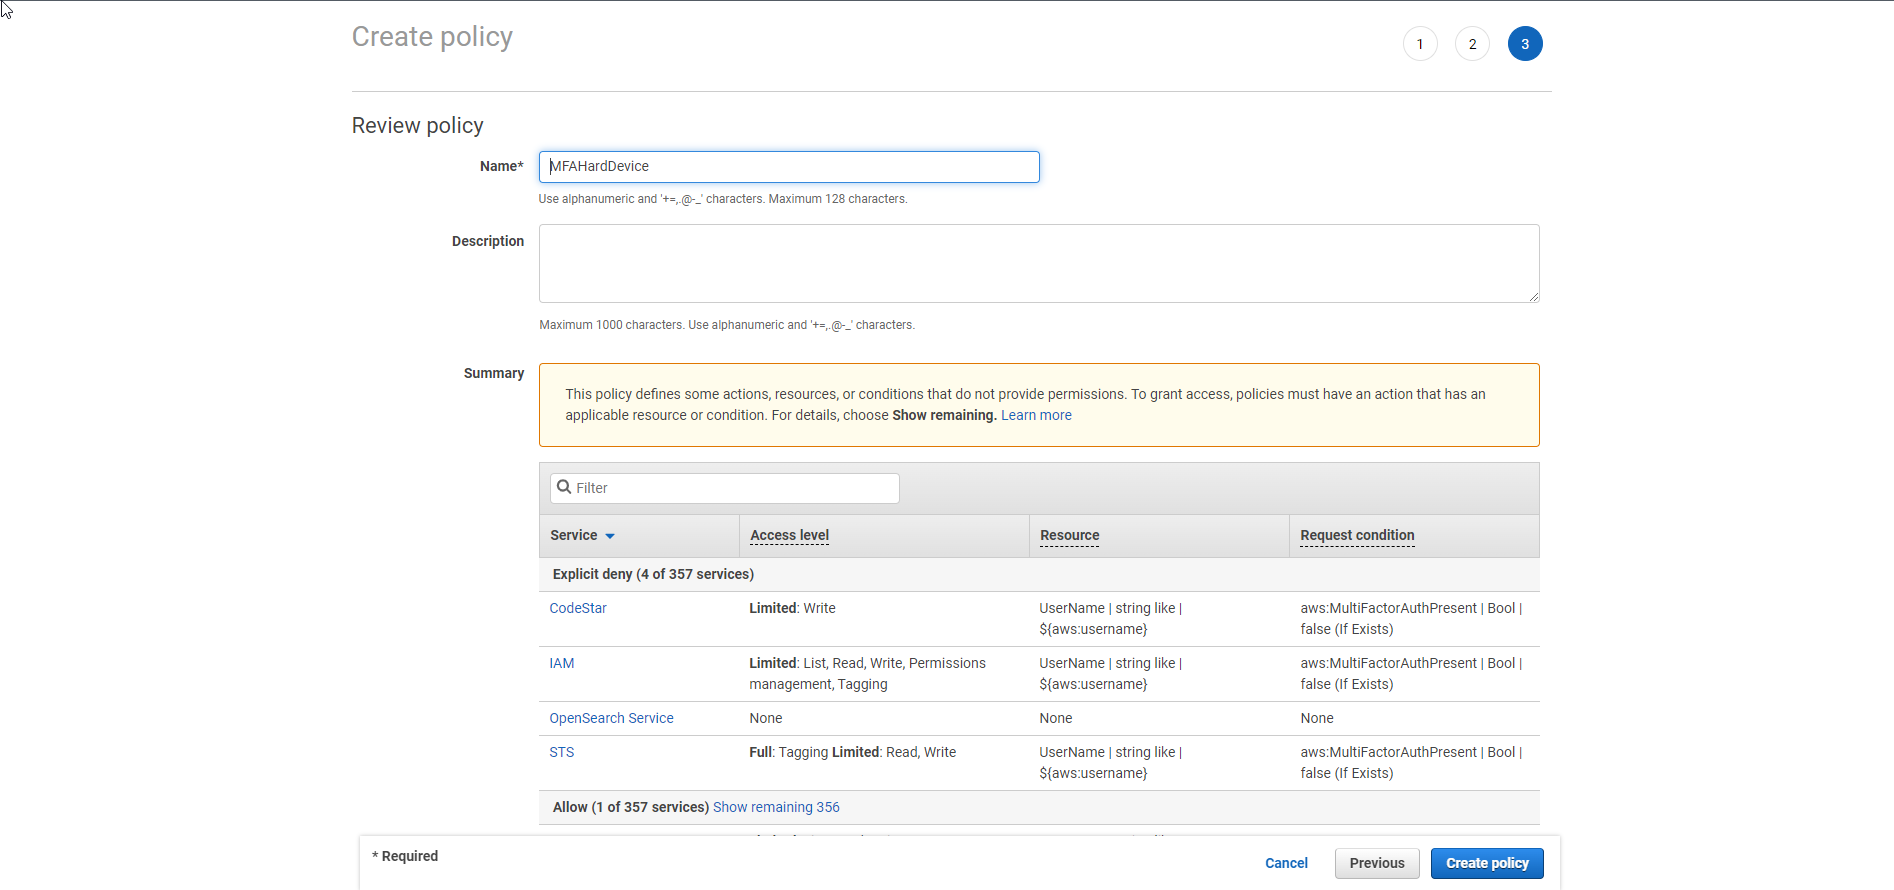 Create policy
1 2 3
Review policy
Name* MFAHardDevice
Use alphanumeric and '+=,.@-_' characters. Maximum 128 characters.
Description
Maximum 1000 characters. Use alphanumeric and '+=,.@-_' characters.
Summary
This policy defines some actions, resources, or conditions that do not provide permissions. To grant access, policies must have an action that has an
applicable resource or condition. For details, choose Show remaining. Learn more
Filter
Service Access level Resource Request condition
Explicit deny (4 of 357 services)
CodeStar Limited: Write UserName | string like | aws:MultiFactorAuthPresent | Bool |
${aws:username} false (If Exists)
IAM Limited: List, Read, Write, Permissions UserName | string like | aws:MultiFactorAuthPresent | Bool |
management, Tagging ${aws:username} false (If Exists)
OpenSearch Service None None None
STS Full: Tagging Limited: Read, Write UserName | string like | aws:MultiFactorAuthPresent | Bool |
${aws:username} false (If Exists)
Allow (1 of 357 services) Show remaining 356
* Required Cancel Previous Create policy